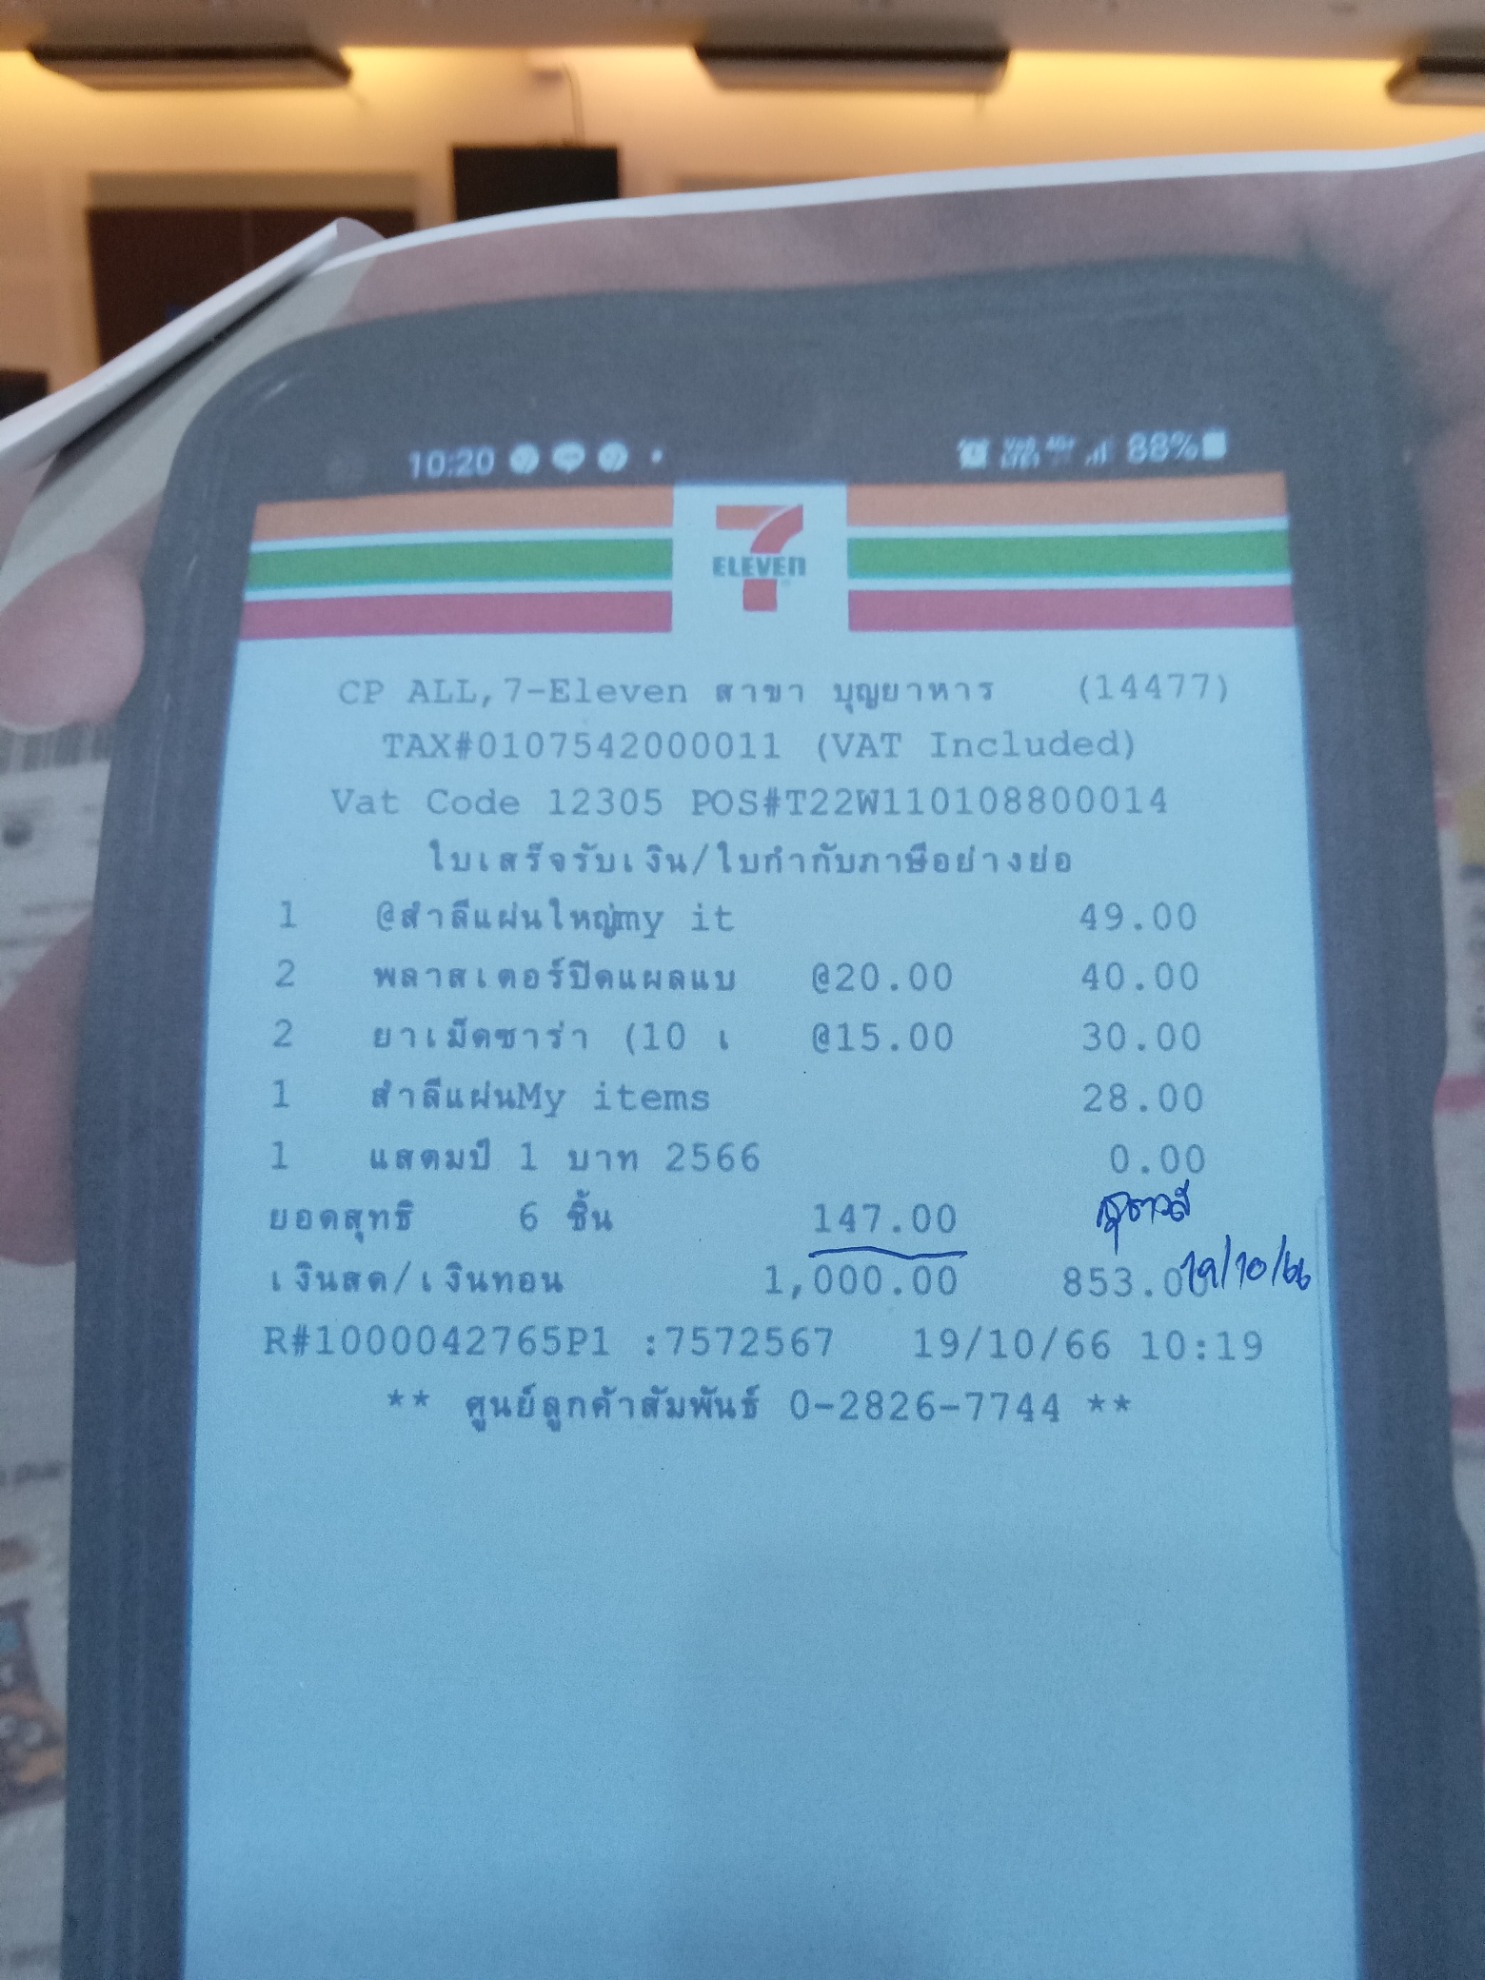 10:20 88%
7
ELEVEN
CP ALL,7-Eleven สาขา บุญยาหาร (14477)
TAX#0107542000011 (VAT Included)
Vat Code 12305 POS#T22W110108800014
ใบเสร็จรับเงิน/ใบกำกับภาษีอย่างย่อ
1 @สำลีแผ่นใหญ่my it 49.00
2 พลาสเตอร์ปิดแผลแบ @20.00 40.00
2 ยาเม็ดซาร่า (10 เ @15.00 30.00
1 สำลีแผ่นMy items 28.00
1 แสตมป์ 1 บาท 2566 0.00
ยอดสุทธิ 6 ชิ้น 147.00
เงินสด/เงินทอน 1,000.00 853.00
19/10/66
R#1000042765P1 :7572567 19/10/66 10:19
** ศูนย์ลูกค้าสัมพันธ์ 0-2826-7744 **